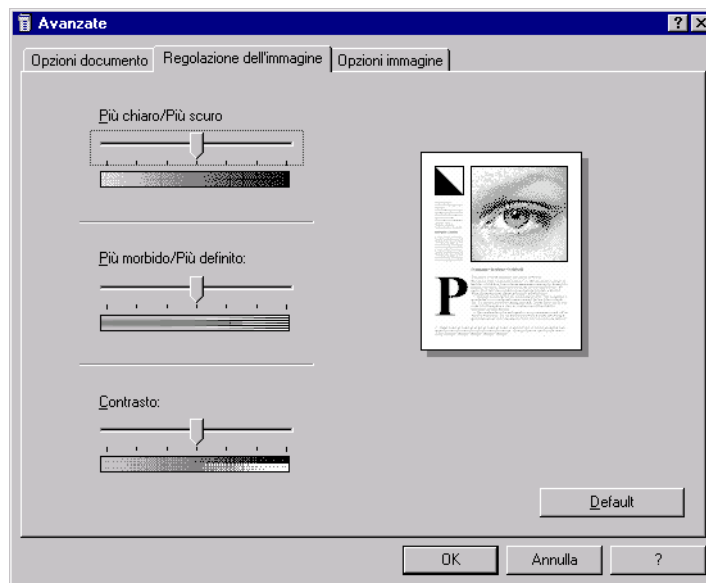 Avanzate
Opzioni documento Regolazione dell'immagine Opzioni immagine
Più chiaro/Più scuro
Più morbido/Più definito:
P
Contrasto:
Default
OK Annulla ?